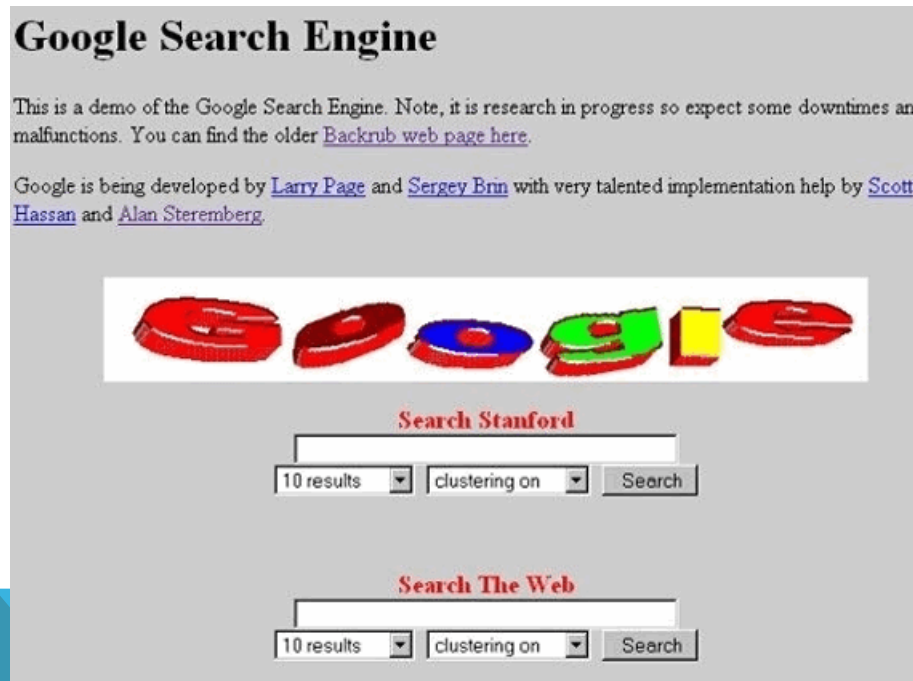 Google Search Engine
This is a demo of the Google Search Engine. Note, it is research in progress so expect some downtimes an
malfunctions. You can find the older Backrub web page here.
Google is being developed by Larry Page and Sergey Brin with very talented implementation help by Scott
Hassan and Alan Steremberg.
Google
Search Stanford
10 results clustering on Search
Search The Web
10 results clustering on Search